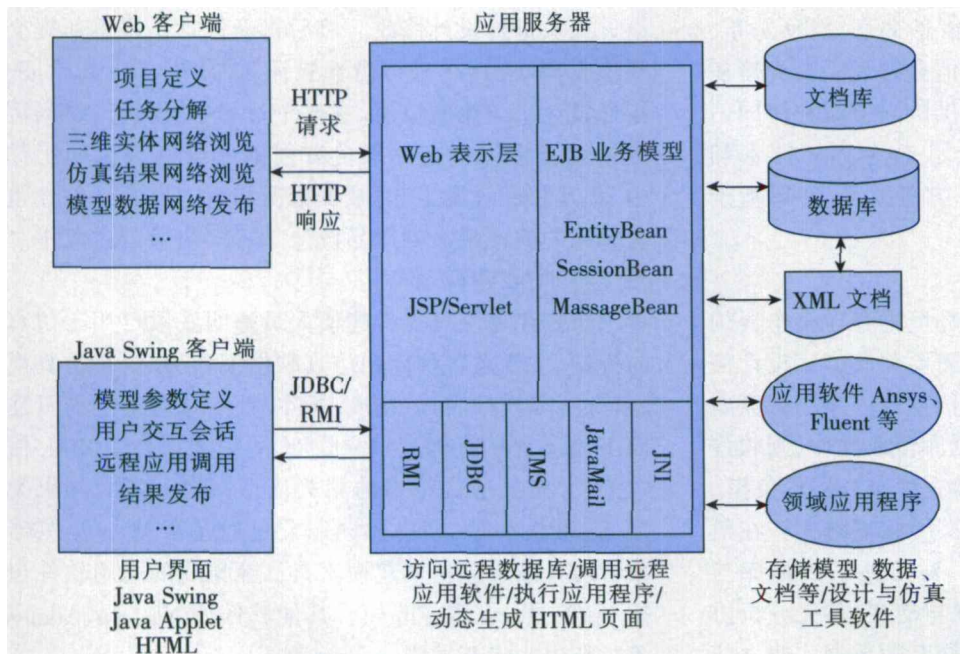 Web 客户端
项目定义
任务分解
三维实体网络浏览
仿真结果网络浏览
模型数据网络发布
…
HTTP
请求
HTTP
响应
Java Swing 客户端
模型参数定义
用户交互会话
远程应用调用
结果发布
…
JDBC/
RMI
用户界面
Java Swing
Java Applet
HTML
应用服务器
Web 表示层
JSP/Servlet
EJB 业务模型
EntityBean
SessionBean
MassageBean
RMI
JDBC
JMS
JavaMail
JNI
访问远程数据库/调用远程
应用软件/执行应用程序/
动态生成 HTML 页面
文档库
数据库
XML 文档
应用软件 Ansys、
Fluent 等
领域应用程序
存储模型、数据、
文档等/设计与仿真
工具软件